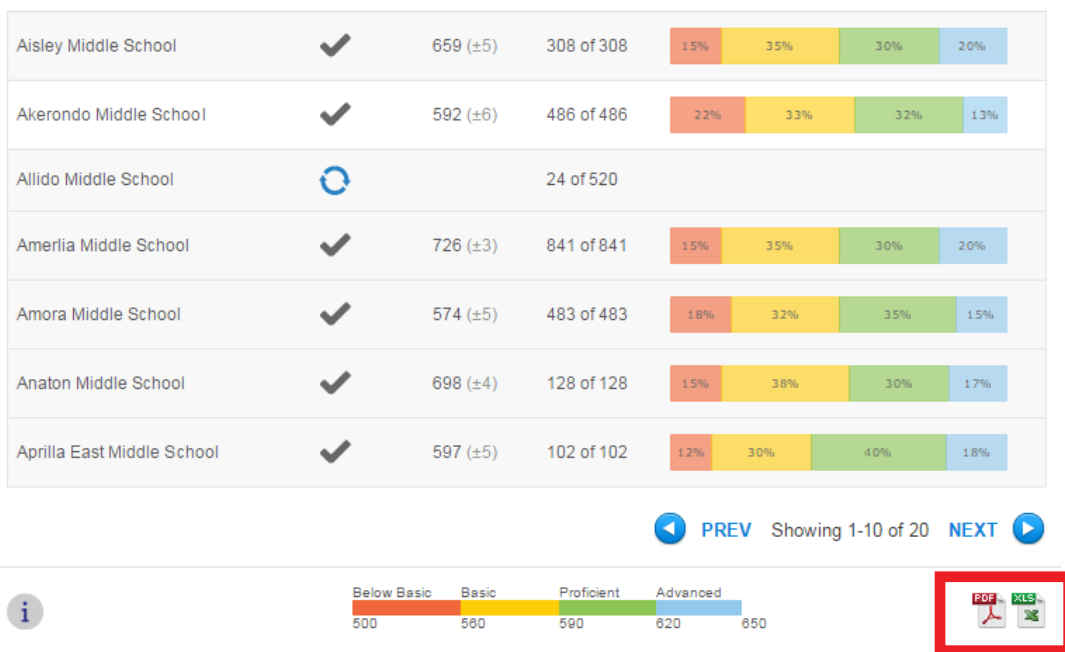 Aisley Middle School 659 (±5) 308 of 308 15% 35% 30% 20%
Akerondo Middle School 592 (±6) 486 of 486 22% 33% 32% 13%
Allido Middle School 24 of 520
Amerlia Middle School 726 (±3) 841 of 841 15% 35% 30% 20%
Amora Middle School 574 (±5) 483 of 483 18% 32% 35% 15%
Anaton Middle School 698 (±4) 128 of 128 15% 38% 30% 17%
Aprilla East Middle School 597 (±5) 102 of 102 12% 30% 40% 18%
PREV Showing 1-10 of 20 NEXT
Below Basic Basic Proficient Advanced
i PDF XLS
500 560 590 620 650